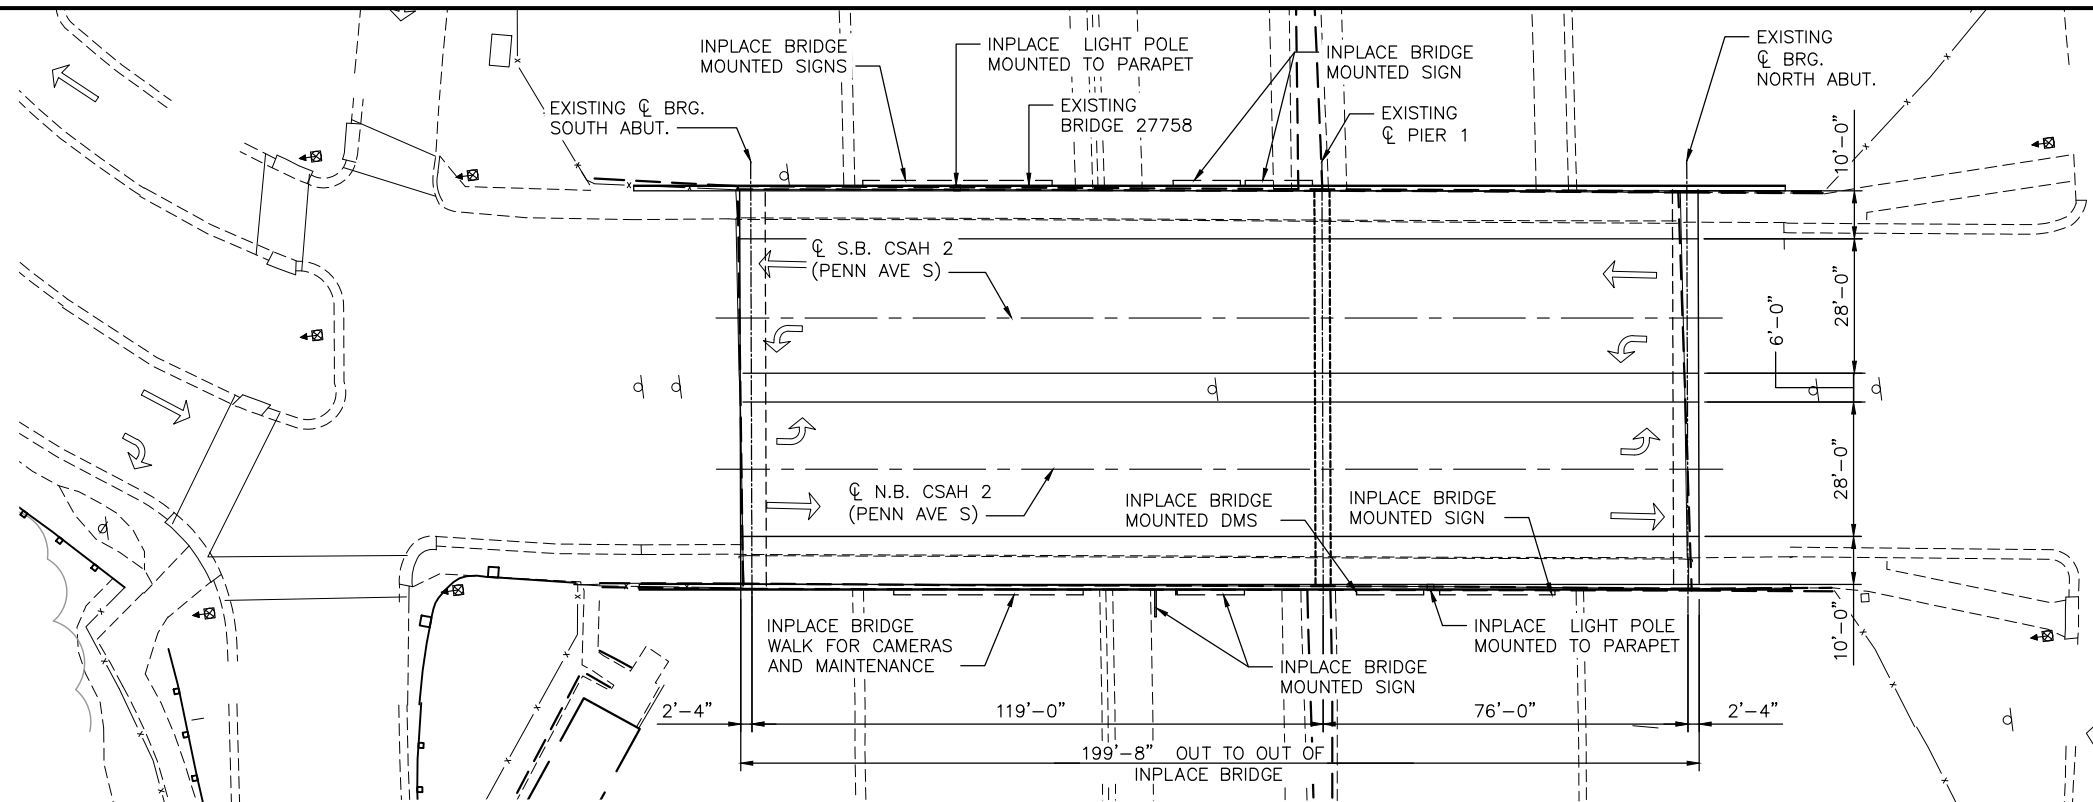 INPLACE BRIDGE
MOUNTED SIGNS
INPLACE LIGHT POLE
MOUNTED TO PARAPET
INPLACE BRIDGE
MOUNTED SIGN
EXISTING
℄ BRG.
NORTH ABUT.
EXISTING ℄ BRG.
SOUTH ABUT.
EXISTING
BRIDGE 27758
EXISTING
℄ PIER 1
10'-0"
℄ S.B. CSAH 2
(PENN AVE S)
28'-0"
6'-0"
28'-0"
℄ N.B. CSAH 2
(PENN AVE S)
INPLACE BRIDGE
MOUNTED DMS
INPLACE BRIDGE
MOUNTED SIGN
10'-0"
INPLACE BRIDGE
WALK FOR CAMERAS
AND MAINTENANCE
INPLACE BRIDGE
MOUNTED SIGN
INPLACE LIGHT POLE
MOUNTED TO PARAPET
2'-4"
119'-0"
76'-0"
2'-4"
199'-8" OUT TO OUT OF
INPLACE BRIDGE